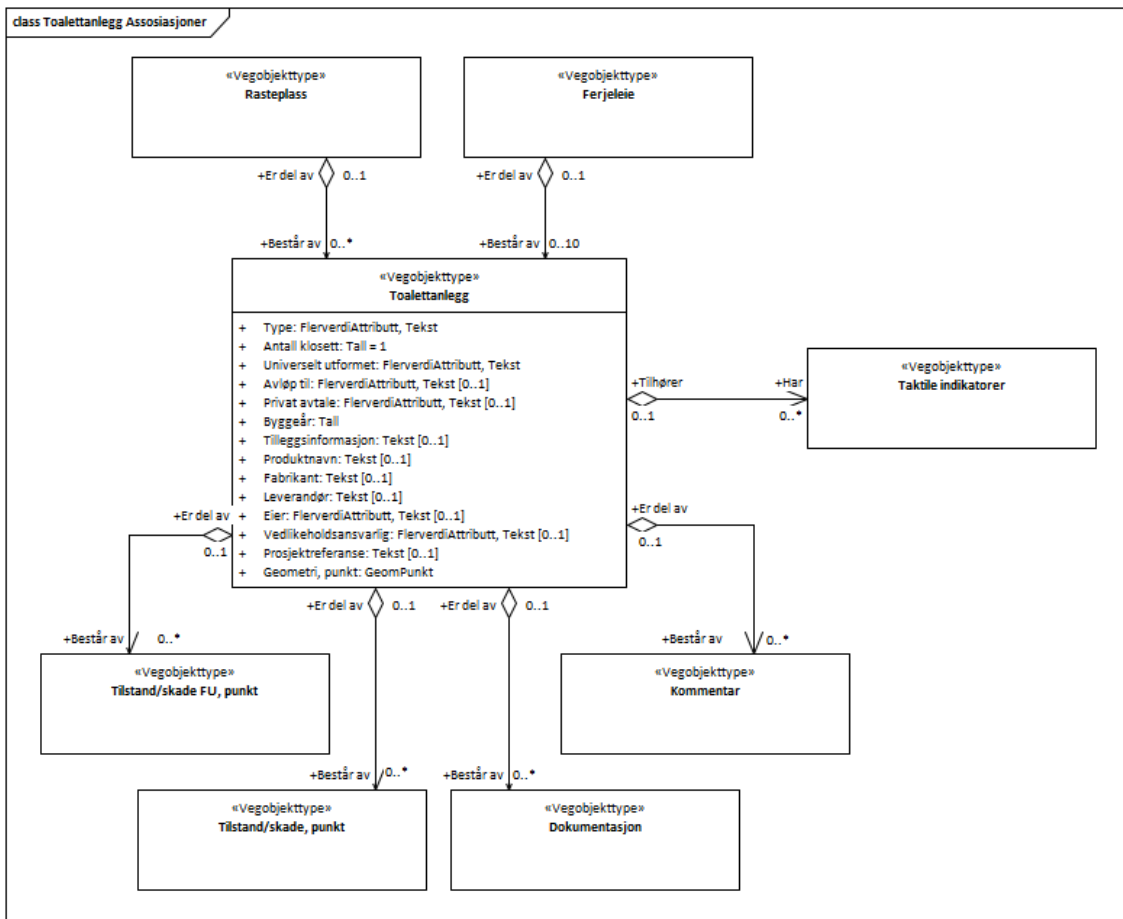 class Toalettanlegg Assosiasjoner
«Vegobjekttype»
Rasteplass
«Vegobjekttype»
Ferjeleie
+Er del av 0..1
+Er del av 0..1
+Består av 0..*
+Består av 0..10
«Vegobjekttype»
Toalettanlegg
+ Type: FlerverdiAttributt, Tekst
+ Antall klosett: Tall = 1
+ Universelt utformet: FlerverdiAttributt, Tekst
+ Avløp til: FlerverdiAttributt, Tekst [0..1]
+ Privat avtale: FlerverdiAttributt, Tekst [0..1]
+ Byggeår: Tall
+ Tilleggsinformasjon: Tekst [0..1]
+ Produktnavn: Tekst [0..1]
+ Fabrikant: Tekst [0..1]
+ Leverandør: Tekst [0..1]
+ Eier: FlerverdiAttributt, Tekst [0..1]
+ Vedlikeholdsansvarlig: FlerverdiAttributt, Tekst [0..1]
+ Prosjektreferanse: Tekst [0..1]
+ Geometri, punkt: GeomPunkt
+Tilhører +Har
0..1 0..*
«Vegobjekttype»
Taktile indikatorer
+Er del av
0..1
+Er del av
0..1
+Er del av 0..1
+Er del av 0..1
+Består av 0..*
+Består av 0..*
«Vegobjekttype»
Tilstand/skade FU, punkt
«Vegobjekttype»
Kommentar
+Består av 0..*
+Består av 0..*
«Vegobjekttype»
Tilstand/skade, punkt
«Vegobjekttype»
Dokumentasjon